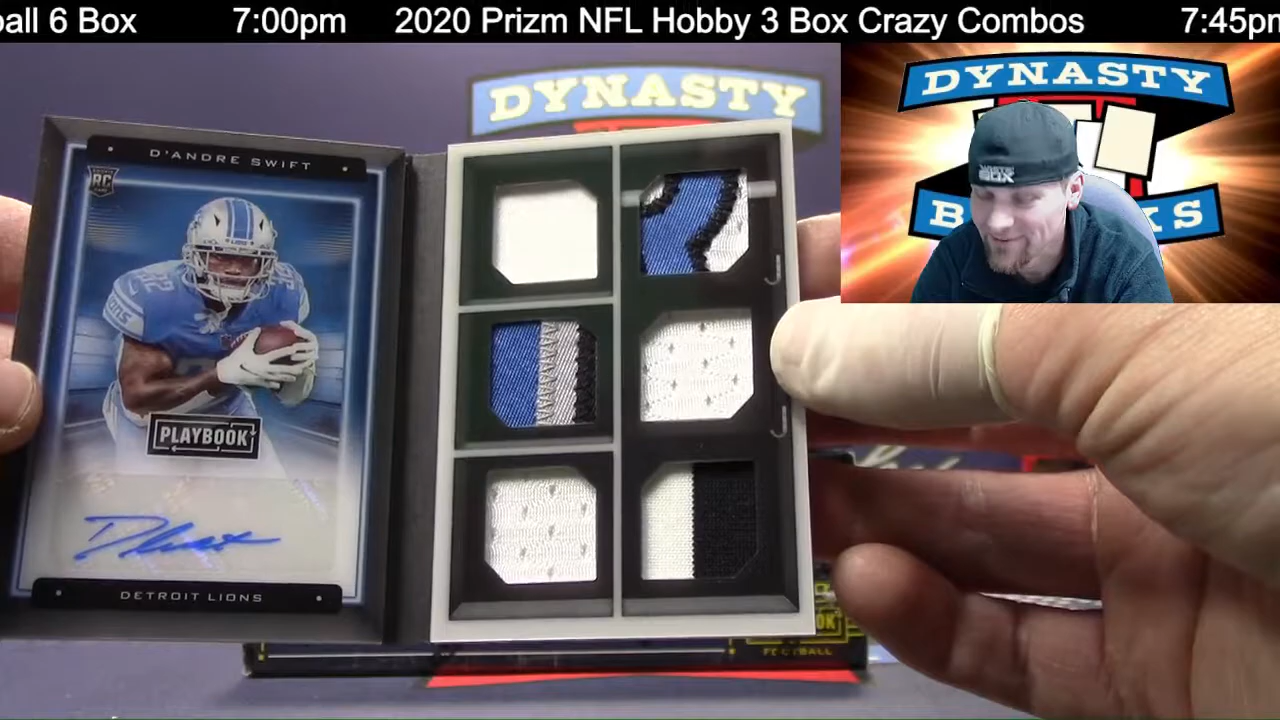 ball 6 Box 7:00pm 2020 Prizm NFL Hobby 3 Box Crazy Combos 7:45pm
DYNASTY
DYNASTY
D'ANDRE SWIFT
RC
PLAYBOOK
DETROIT LIONS
FOOTBALL